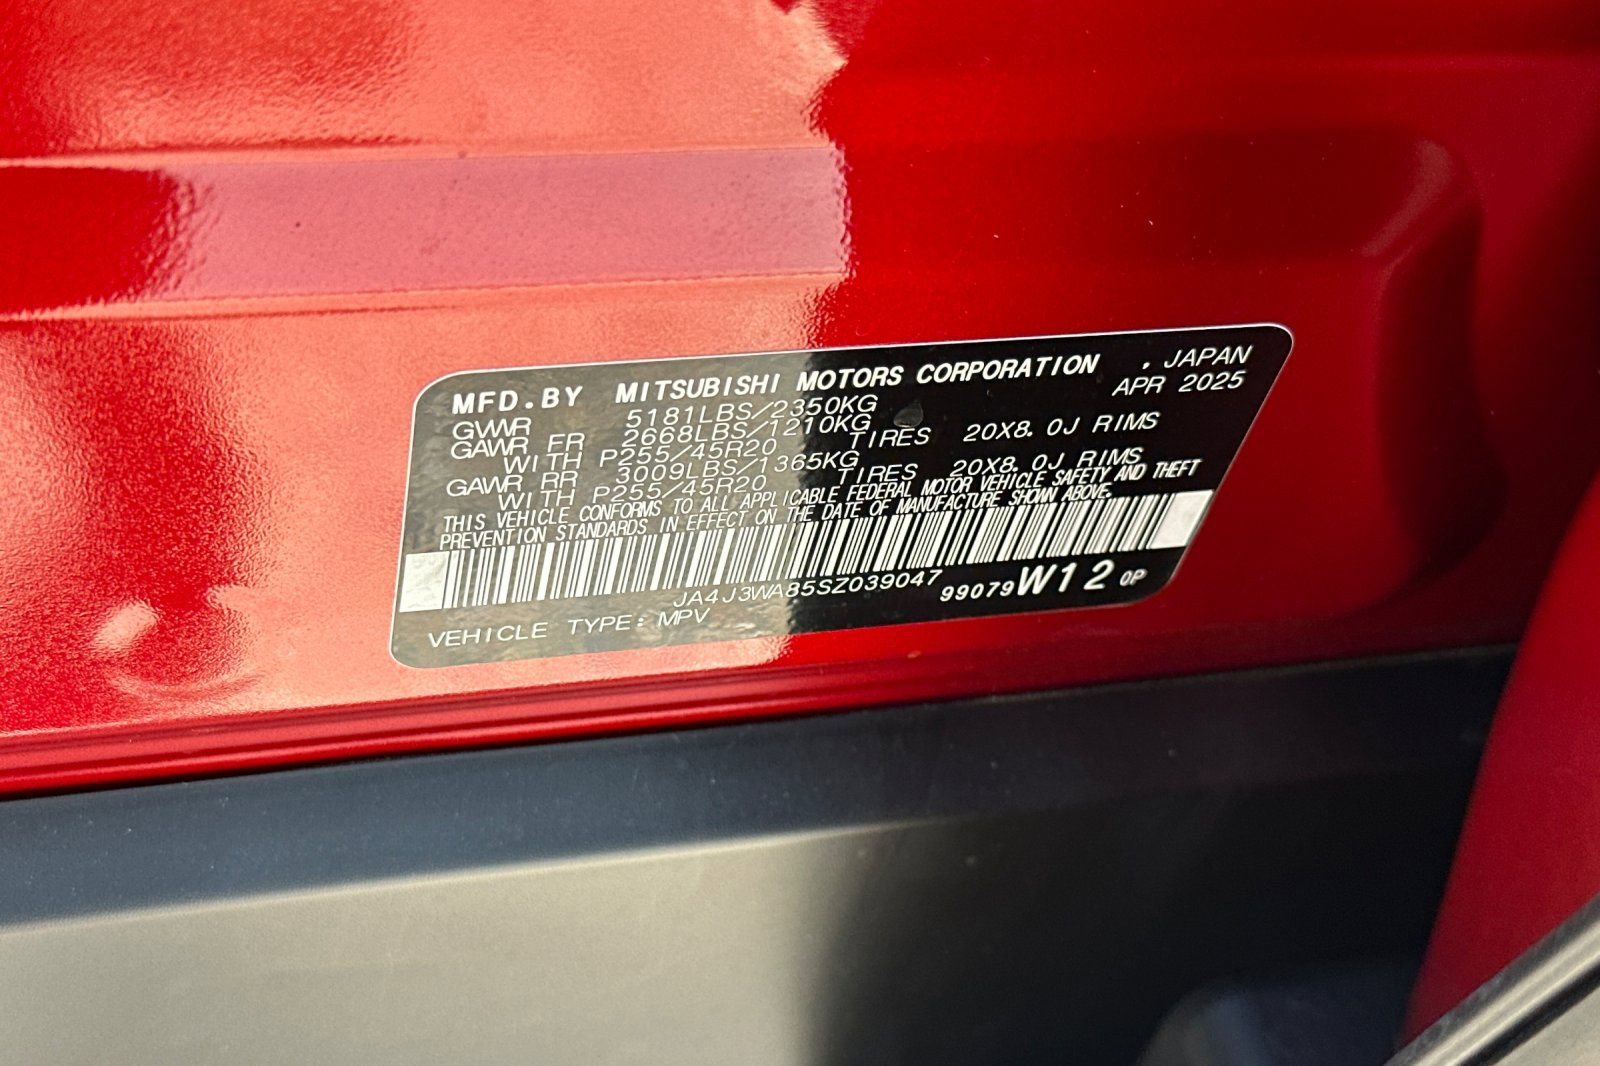 MFD.BY MITSUBISHI MOTORS CORPORATION , JAPAN
GVWR 5181LBS/2350KG APR 2025
GAWR FR 2668LBS/1210KG
WITH P255/45R20 TIRES 20X8.0J RIMS
GAWR RR 3009LBS/1365KG
WITH P255/45R20 TIRES 20X8.0J RIMS
THIS VEHICLE CONFORMS TO ALL APPLICABLE FEDERAL MOTOR VEHICLE SAFETY AND THEFT
PREVENTION STANDARDS IN EFFECT ON THE DATE OF MANUFACTURE SHOWN ABOVE.
JA4J3WA85SZ039047 99079W12 0P
VEHICLE TYPE: MPV